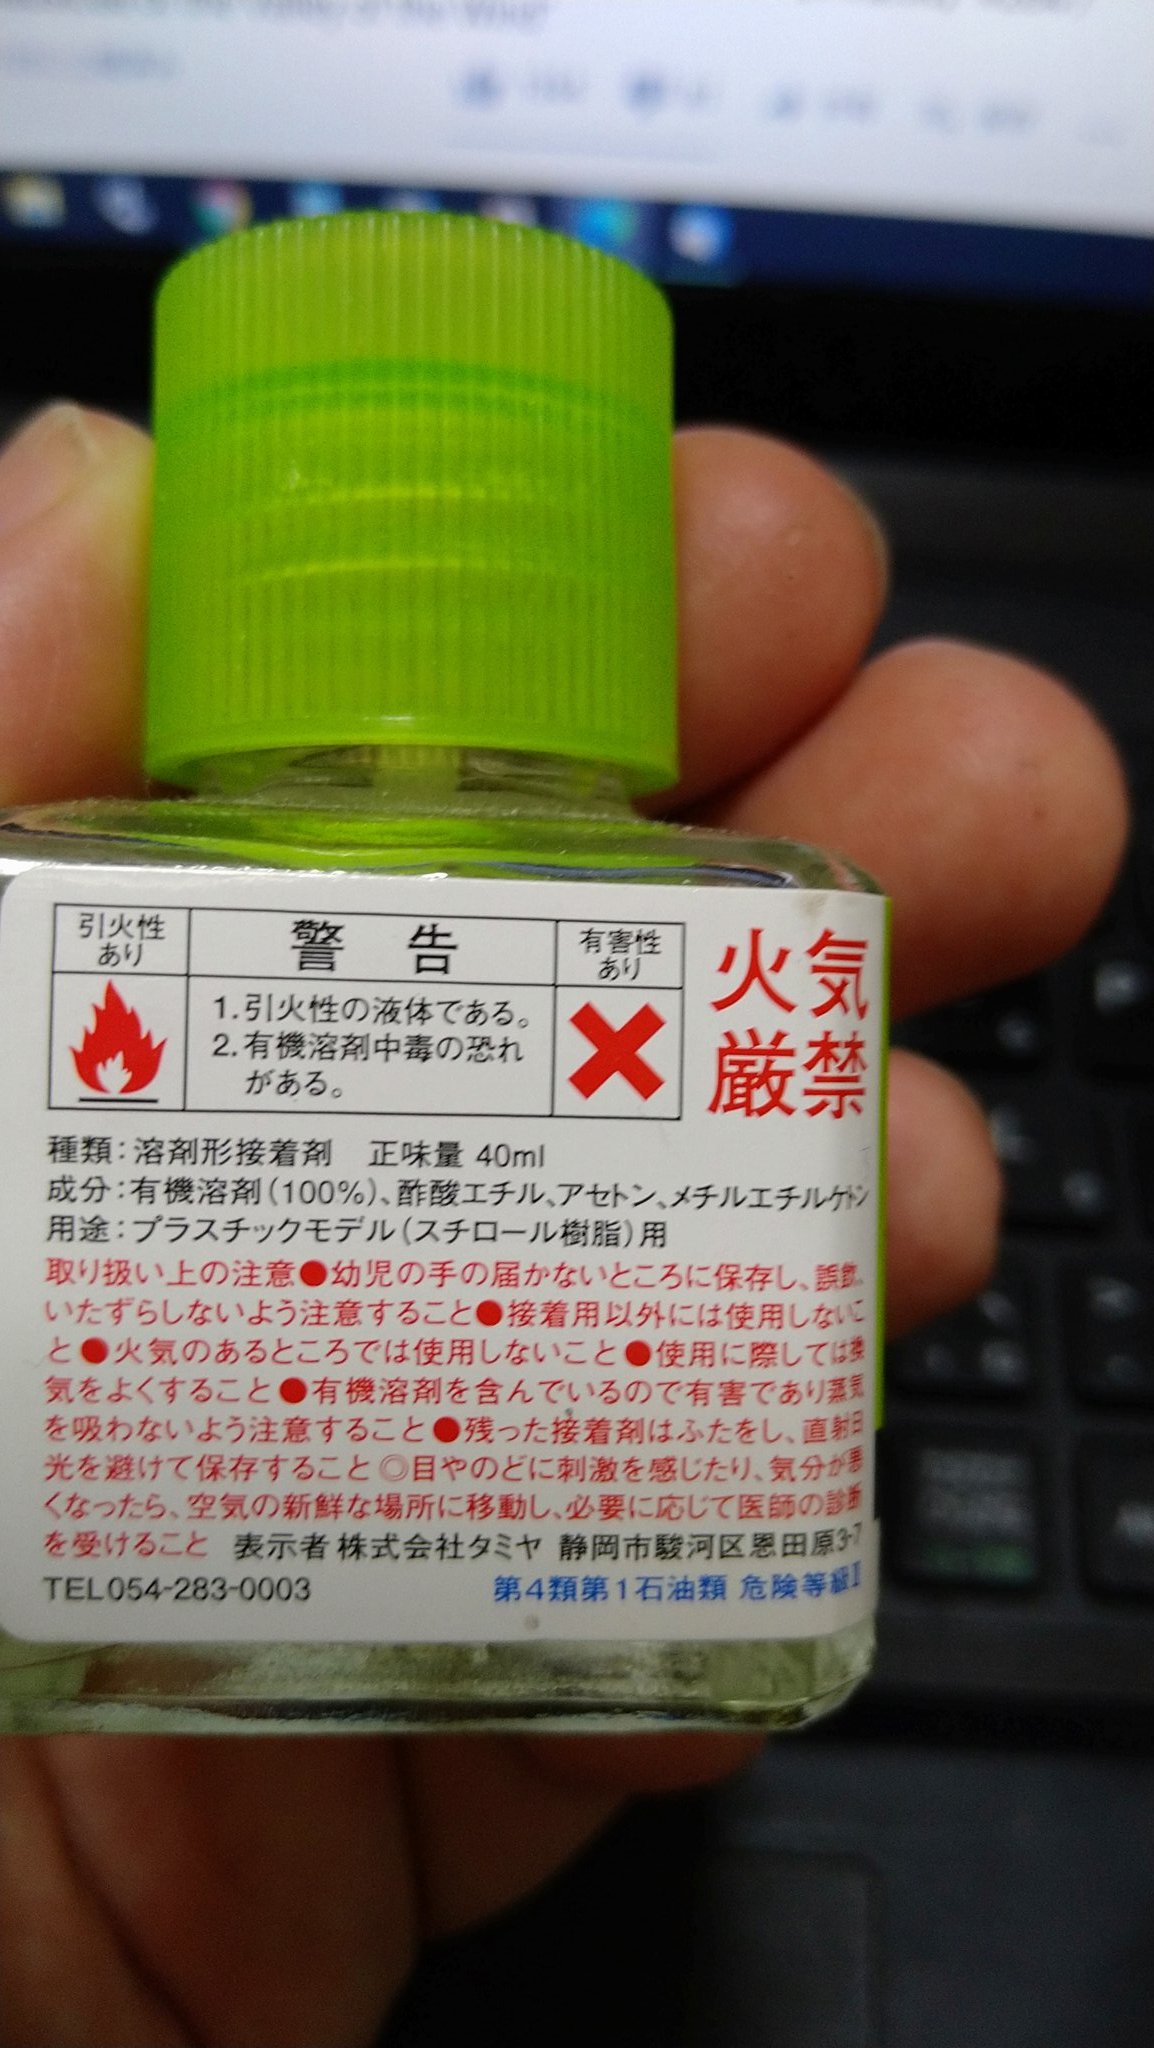 引火性
あり
警 告
有害性
あり
1.引火性の液体である。
2.有機溶剤中毒の恐れ
がある。
火気
厳禁
種類：溶剤形接着剤 正味量 40ml
成分：有機溶剤（100％）、酢酸エチル、アセトン、メチルエチルケトン
用途：プラスチックモデル（スチロール樹脂）用
取り扱い上の注意●幼児の手の届かないところに保存し、誤飲、
いたずらしないよう注意すること●接着用以外には使用しないこ
と●火気のあるところでは使用しないこと●使用に際しては換
気をよくすること●有機溶剤を含んでいるので有害であり蒸気
を吸わないよう注意すること●残った接着剤はふたをし、直射日
光を避けて保存すること◎目やのどに刺激を感じたり、気分が悪
くなったら、空気の新鮮な場所に移動し、必要に応じて医師の診断
を受けること 表示者 株式会社タミヤ 静岡市駿河区恩田原3-7
TEL054-283-0003 第4類第1石油類 危険等級Ⅱ